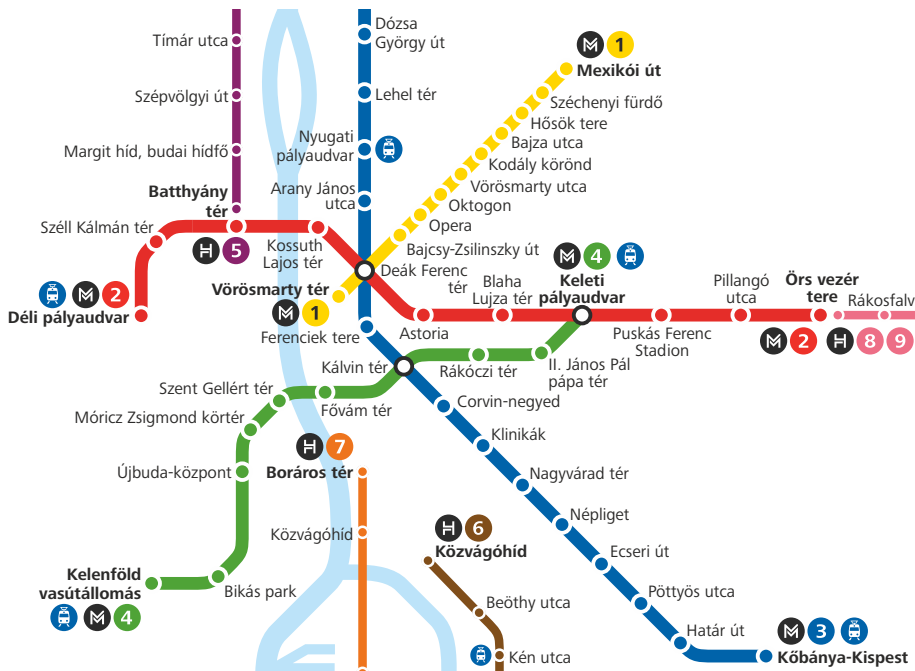 Dózsa
György út
Tímár utca
M 1
Mexikói út
Lehel tér
Szépvölgyi út
Széchenyi fürdő
Hősök tere
Nyugati
pályaudvar
Bajza utca
Margit híd, budai hídfő
Kodály körönd
Arany János
utca
Vörösmarty utca
Batthyány
tér
Oktogon
Opera
Széll Kálmán tér
H 5
Kossuth
Lajos tér
Bajcsy-Zsilinszky út
M 4
Deák Ferenc
tér
Blaha
Lujza tér
Keleti
pályaudvar
Pillangó
utca
Örs vezér
tere
Rákosfalv
M 2
Déli pályaudvar
Vörösmarty tér
M 1
Ferenciek tere
Astoria
Puskás Ferenc
Stadion
M 2
H 8 9
Kálvin tér
Rákóczi tér
II. János Pál
pápa tér
Szent Gellért tér
Fővám tér
Corvin-negyed
Móricz Zsigmond körtér
Klinikák
H 7
Boráros tér
Újbuda-központ
Nagyvárad tér
Népliget
Közvágóhíd
H 6
Közvágóhíd
Ecseri út
Kelenföld
vasútállomás
Bikás park
M 4
Beöthy utca
Pöttyös utca
Határ út
M 3
Kén utca
Kőbánya-Kispest